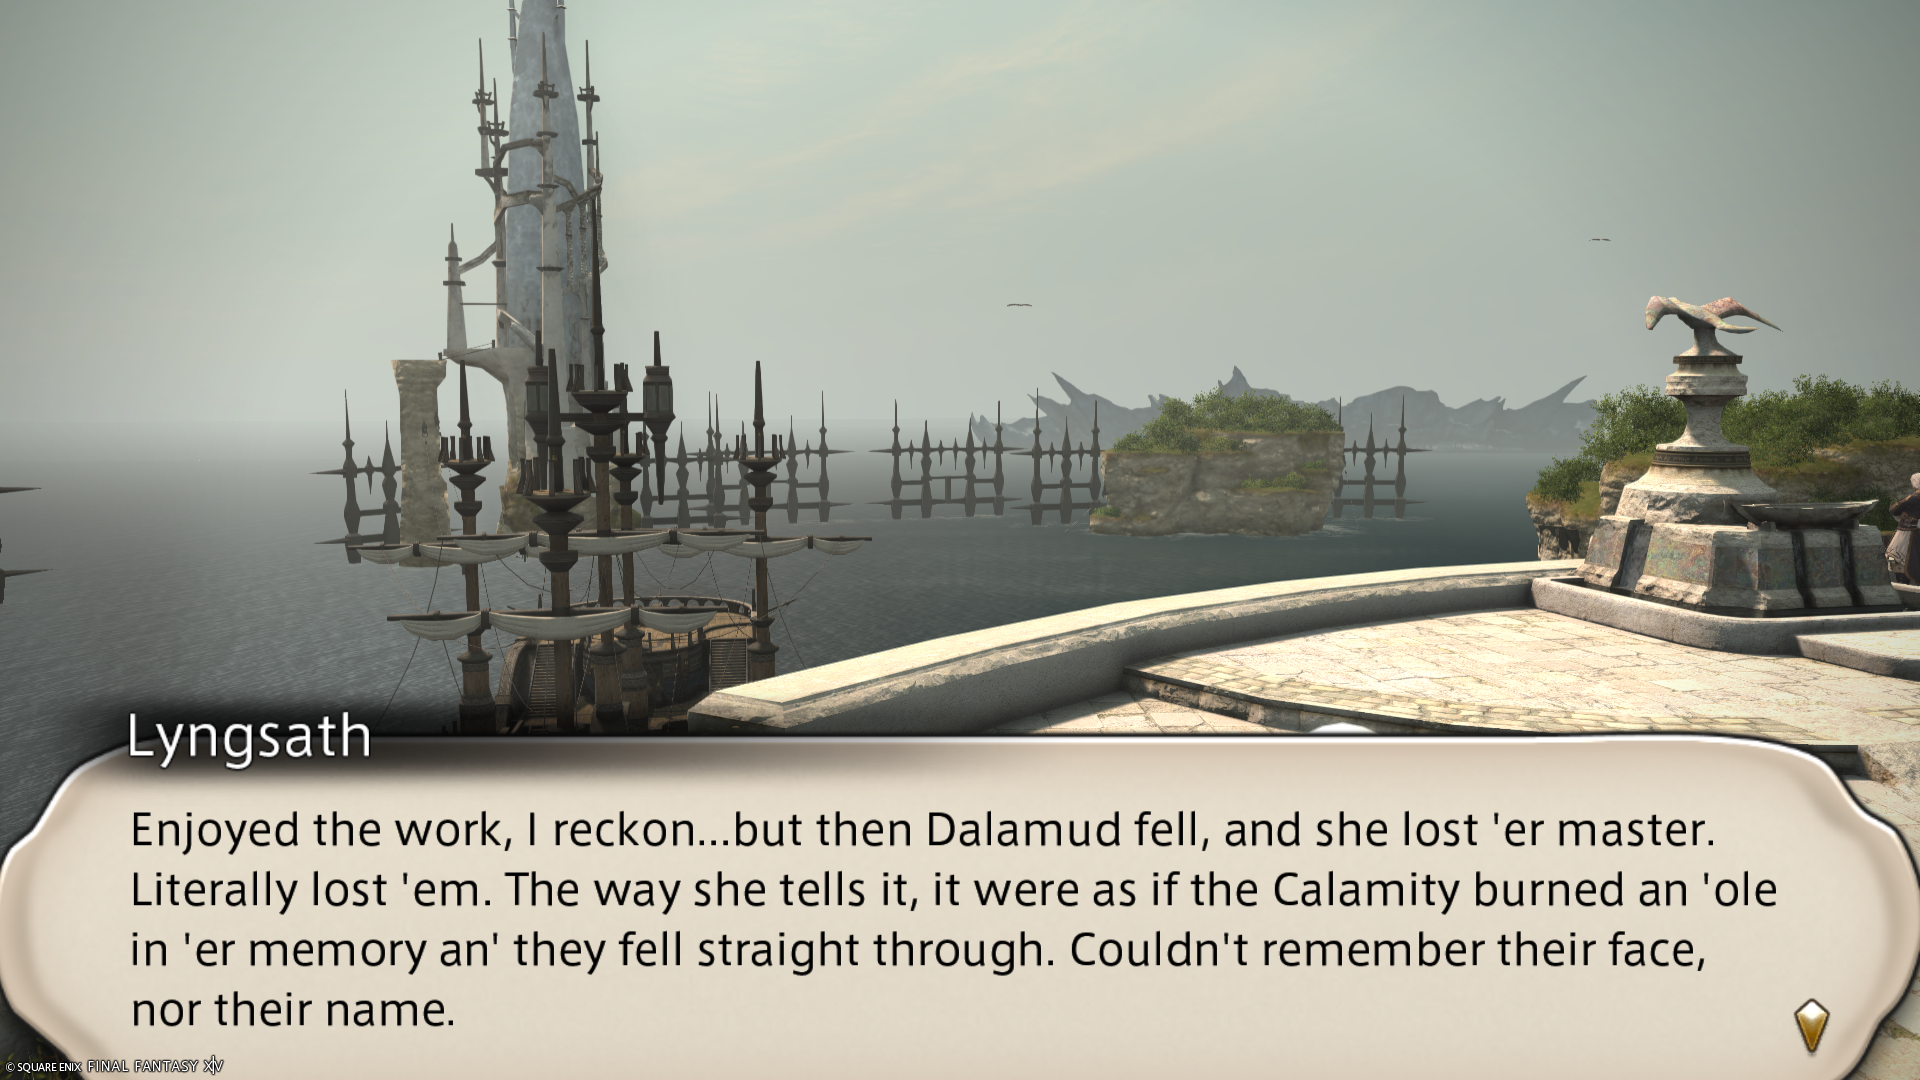 Lyngsath
Enjoyed the work, I reckon...but then Dalamud fell, and she lost 'er master.
Literally lost 'em. The way she tells it, it were as if the Calamity burned an 'ole
in 'er memory an' they fell straight through. Couldn't remember their face,
nor their name.
© SQUARE ENIX FINAL FANTASY XIV